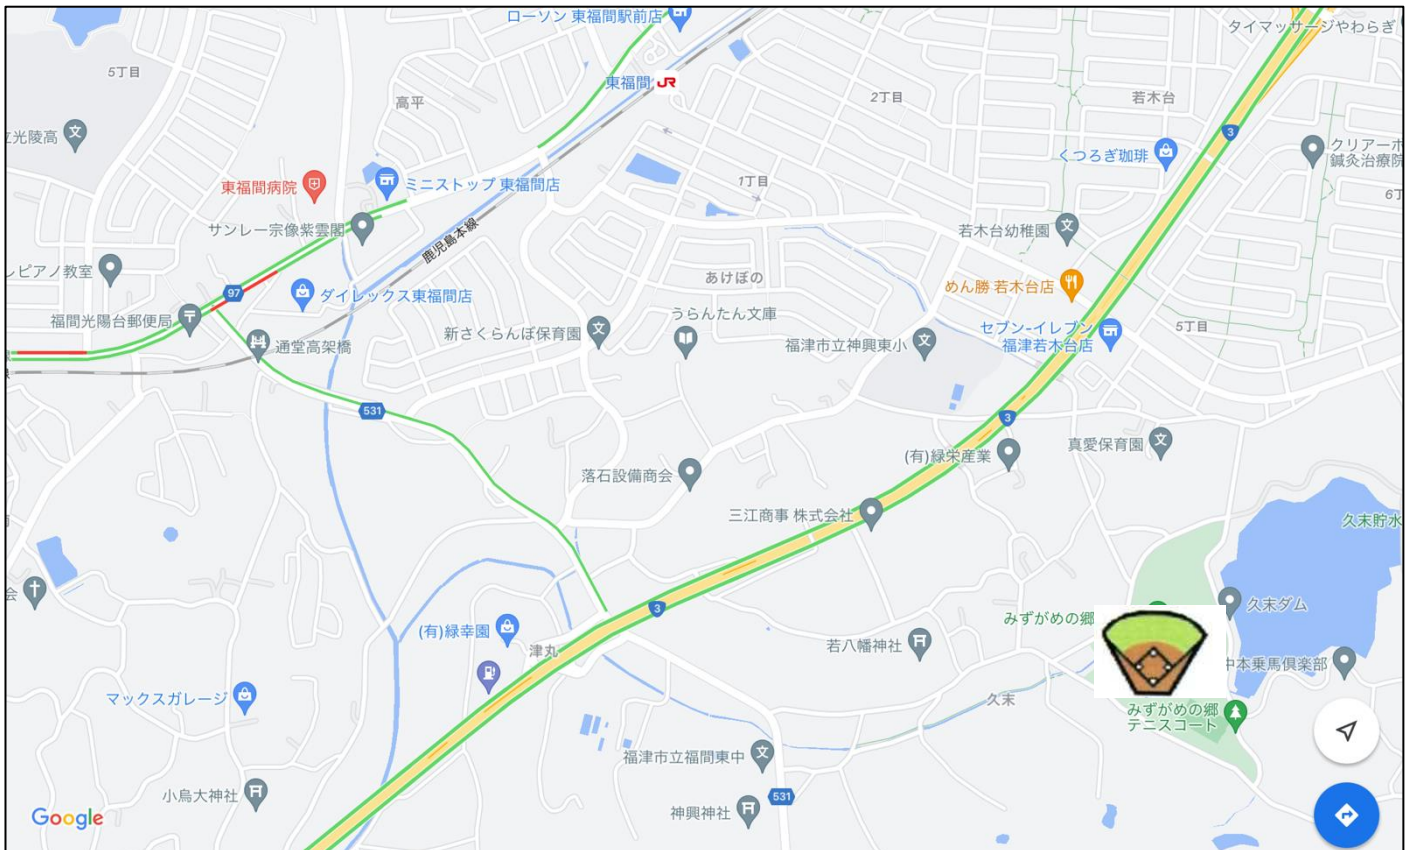 ローソン 東福間駅前店
タイマッサージやわらぎ
5丁目
東福間 JR
高平
2丁目
若木台
光陵高
3
クリアーホ
鍼灸治療院
くつろぎ珈琲
東福間病院
ミニストップ 東福間店
1丁目
6丁
サンレー宗像紫雲閣
若木台幼稚園
鹿児島本線
レピアノ教室
あけぼの
めん勝 若木台店
97
ダイレックス東福間店
うらんたん文庫
福間光陽台郵便局
新さくらんぼ保育園
セブン-イレブン
福津若木台店
5丁目
通堂高架橋
福津市立神興東小
531
3
真愛保育園
(有)緑栄産業
落石設備商会
三江商事 株式会社
久末貯水
会
久末ダム
3
みずがめの郷
(有)緑幸園
津丸
若八幡神社
中本乗馬倶楽部
マックスガレージ
久末
みずがめの郷
テニスコート
福津市立福間東中
小烏大神社
531
神興神社
Google